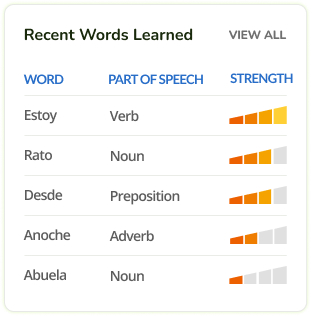 Recent Words Learned VIEW ALL
WORD PART OF SPEECH STRENGTH
Estoy Verb
Rato Noun
Desde Preposition
Anoche Adverb
Abuela Noun